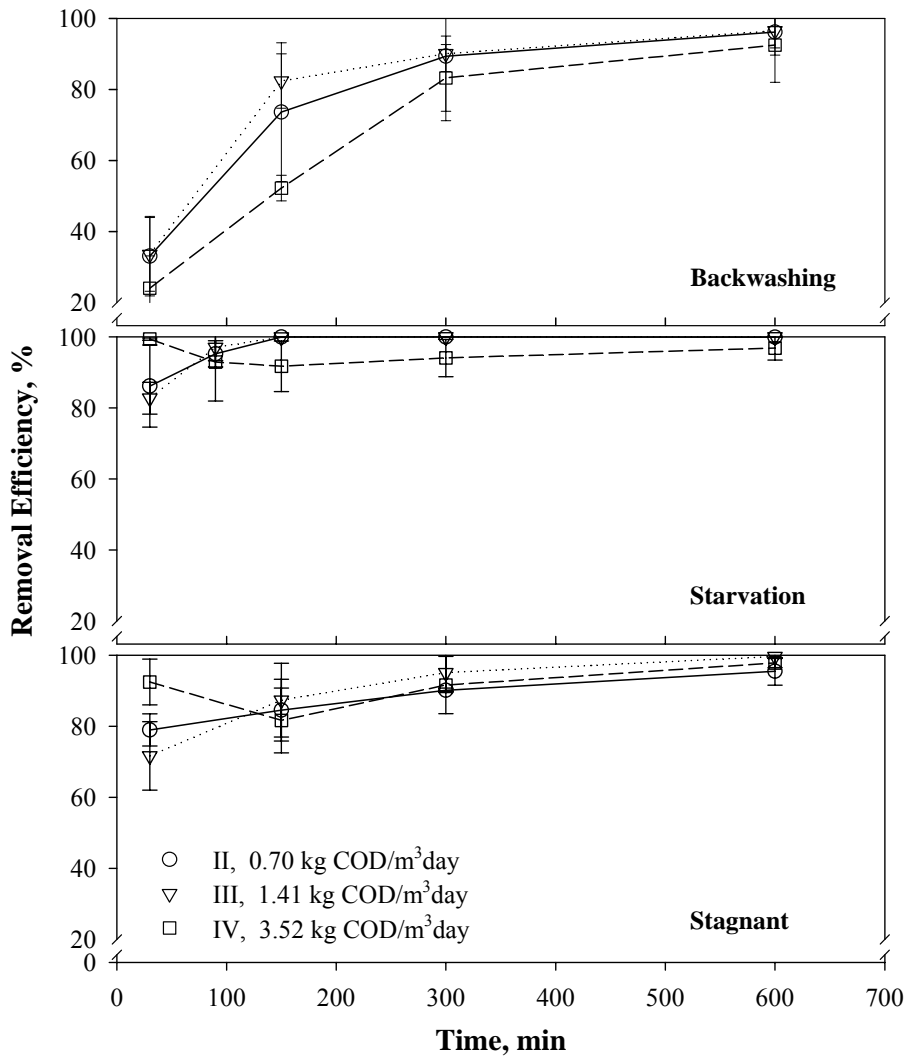 100
80
60
40
20
Backwashing
100
80
60
40
20
Starvation
100
80
60
40
20
0
II, 0.70 kg COD/m³day
III, 1.41 kg COD/m³day
IV, 3.52 kg COD/m³day
Stagnant
0 100 200 300 400 500 600 700
Time, min
Removal Efficiency, %